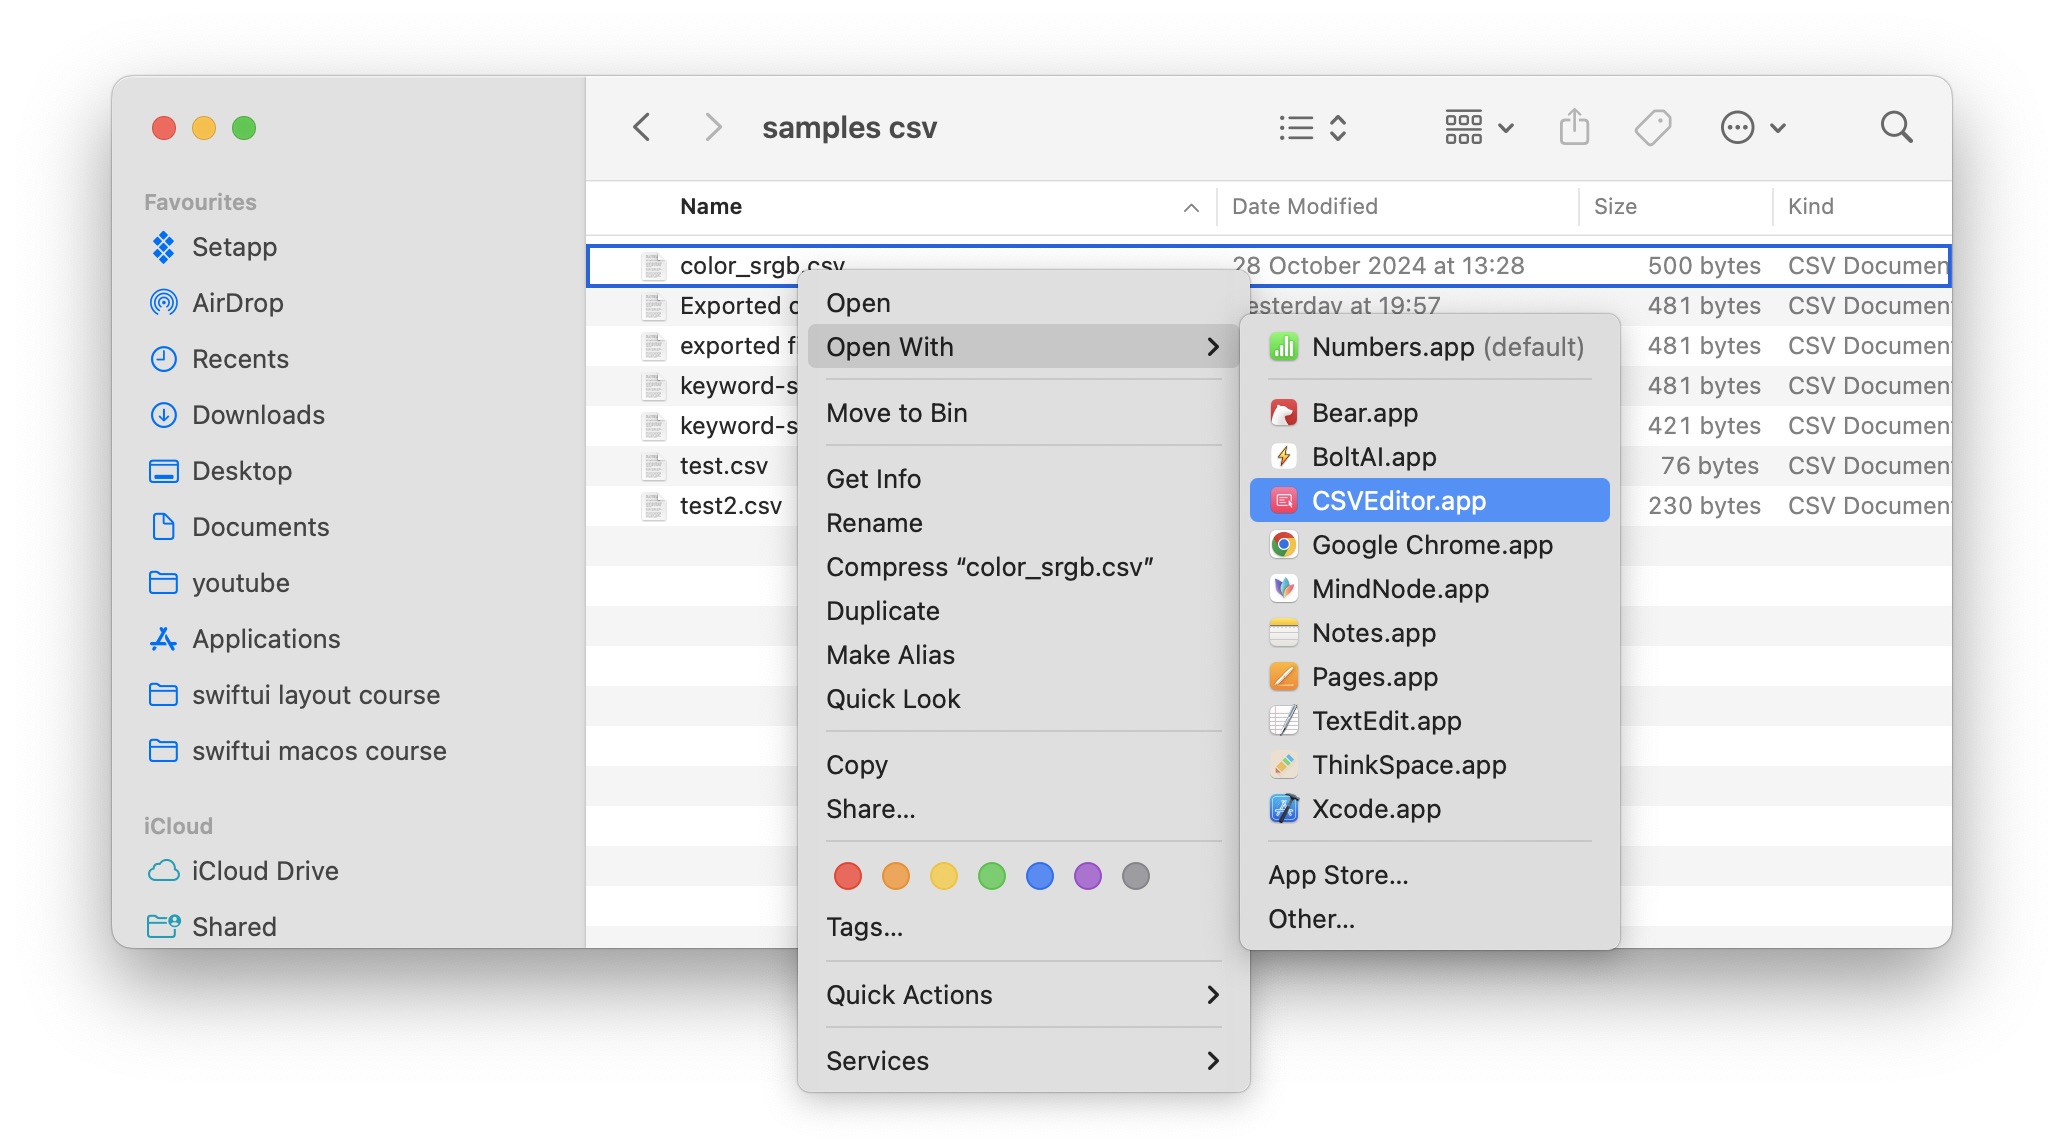 samples csv
Favourites
Setapp
AirDrop
Recents
Downloads
Desktop
Documents
youtube
Applications
swiftui layout course
swiftui macos course
iCloud
iCloud Drive
Shared
Name Date Modified Size Kind
color_srgb.csv 28 October 2024 at 13:28 500 bytes CSV Documen
Exported at 19:57 481 bytes CSV Documen
exported 481 bytes CSV Documen
keyword-s 481 bytes CSV Documen
keyword-s 421 bytes CSV Documen
test.csv 76 bytes CSV Documen
test2.csv 230 bytes CSV Documen
Open
Open With
Move to Bin
Get Info
Rename
Compress “color_srgb.csv”
Duplicate
Make Alias
Quick Look
Copy
Share...
Tags...
Quick Actions
Services
Numbers.app (default)
Bear.app
BoltAI.app
CSVEditor.app
Google Chrome.app
MindNode.app
Notes.app
Pages.app
TextEdit.app
ThinkSpace.app
Xcode.app
App Store...
Other...